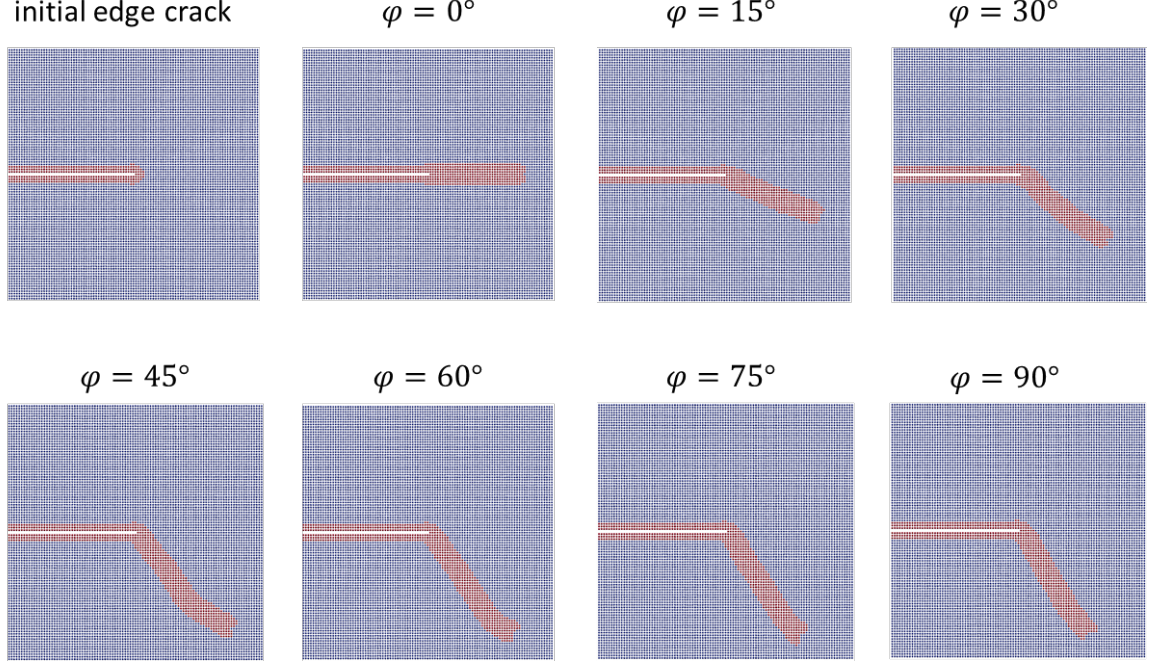 initial edge crack
φ = 0°
φ = 15°
φ = 30°
φ = 45°
φ = 60°
φ = 75°
φ = 90°